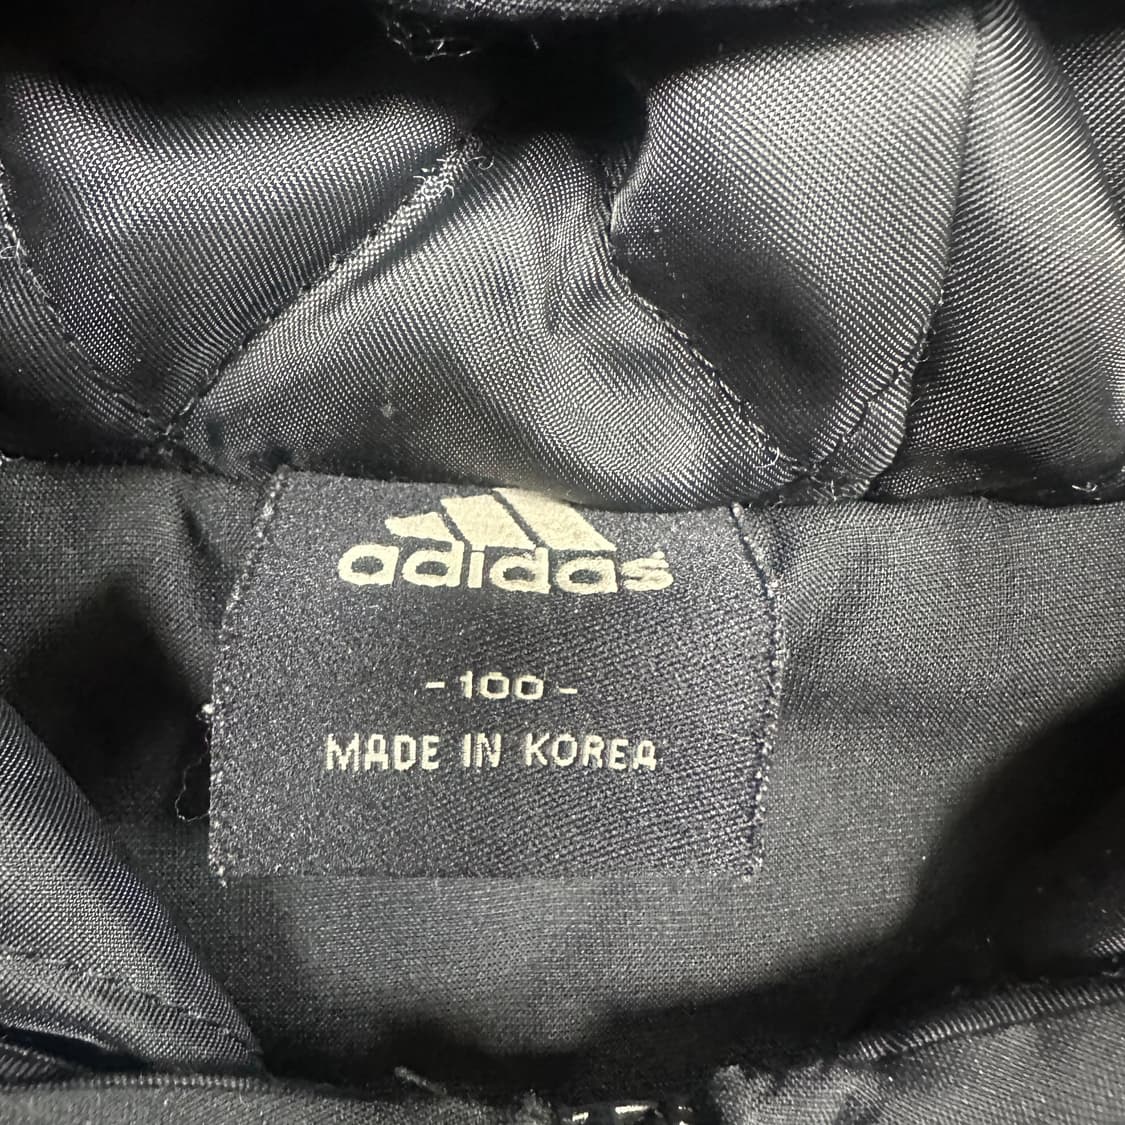 adidas
- 100 -
MADE IN KOREA